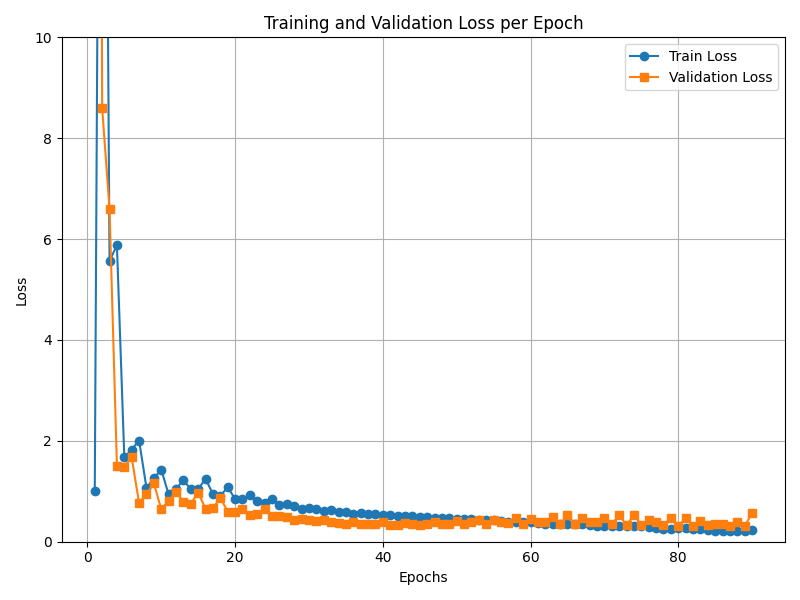 Training and Validation Loss per Epoch
Train Loss
Validation Loss
Loss
10
8
6
4
2
0
0 20 40 60 80
Epochs